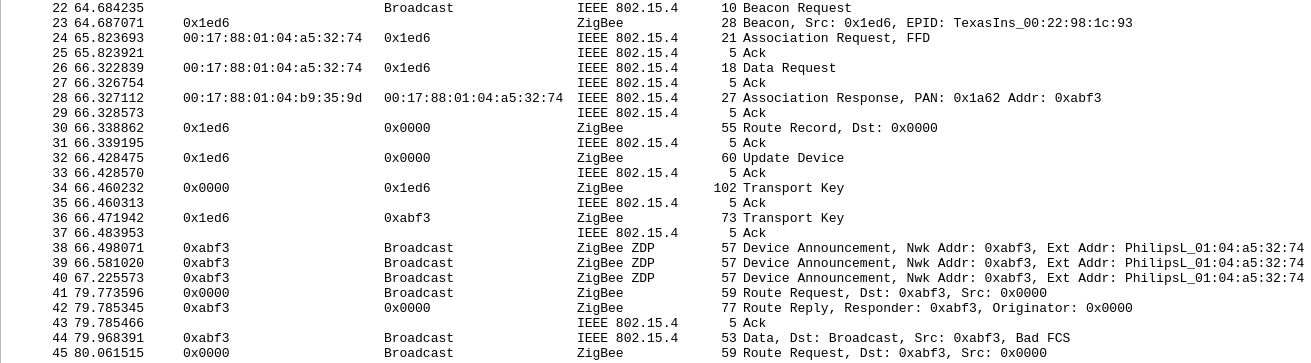 22 64.684235 Broadcast IEEE 802.15.4 10 Beacon Request
23 64.687071 0x1ed6 ZigBee 28 Beacon, Src: 0x1ed6, EPID: TexasIns_00:22:98:1c:93
24 65.823693 00:17:88:01:04:a5:32:74 0x1ed6 IEEE 802.15.4 21 Association Request, FFD
25 65.823921 IEEE 802.15.4 5 Ack
26 66.322839 00:17:88:01:04:a5:32:74 0x1ed6 IEEE 802.15.4 18 Data Request
27 66.326754 IEEE 802.15.4 5 Ack
28 66.327112 00:17:88:01:04:b9:35:9d 00:17:88:01:04:a5:32:74 IEEE 802.15.4 27 Association Response, PAN: 0x1a62 Addr: 0xabf3
29 66.328573 IEEE 802.15.4 5 Ack
30 66.338862 0x1ed6 0x0000 ZigBee 55 Route Record, Dst: 0x0000
31 66.339195 IEEE 802.15.4 5 Ack
32 66.428475 0x1ed6 0x0000 ZigBee 60 Update Device
33 66.428570 IEEE 802.15.4 5 Ack
34 66.460232 0x0000 0x1ed6 ZigBee 102 Transport Key
35 66.460313 IEEE 802.15.4 5 Ack
36 66.471942 0x1ed6 0xabf3 ZigBee 73 Transport Key
37 66.483953 IEEE 802.15.4 5 Ack
38 66.498071 0xabf3 Broadcast ZigBee ZDP 57 Device Announcement, Nwk Addr: 0xabf3, Ext Addr: PhilipsL_01:04:a5:32:74
39 66.581020 0xabf3 Broadcast ZigBee ZDP 57 Device Announcement, Nwk Addr: 0xabf3, Ext Addr: PhilipsL_01:04:a5:32:74
40 67.225573 0xabf3 Broadcast ZigBee ZDP 57 Device Announcement, Nwk Addr: 0xabf3, Ext Addr: PhilipsL_01:04:a5:32:74
41 79.773596 0x0000 Broadcast ZigBee 59 Route Request, Dst: 0xabf3, Src: 0x0000
42 79.785345 0xabf3 0x0000 ZigBee 77 Route Reply, Responder: 0xabf3, Originator: 0x0000
43 79.785466 IEEE 802.15.4 5 Ack
44 79.968391 0xabf3 Broadcast IEEE 802.15.4 53 Data, Dst: Broadcast, Src: 0xabf3, Bad FCS
45 80.061515 0x0000 Broadcast ZigBee 59 Route Request, Dst: 0xabf3, Src: 0x0000